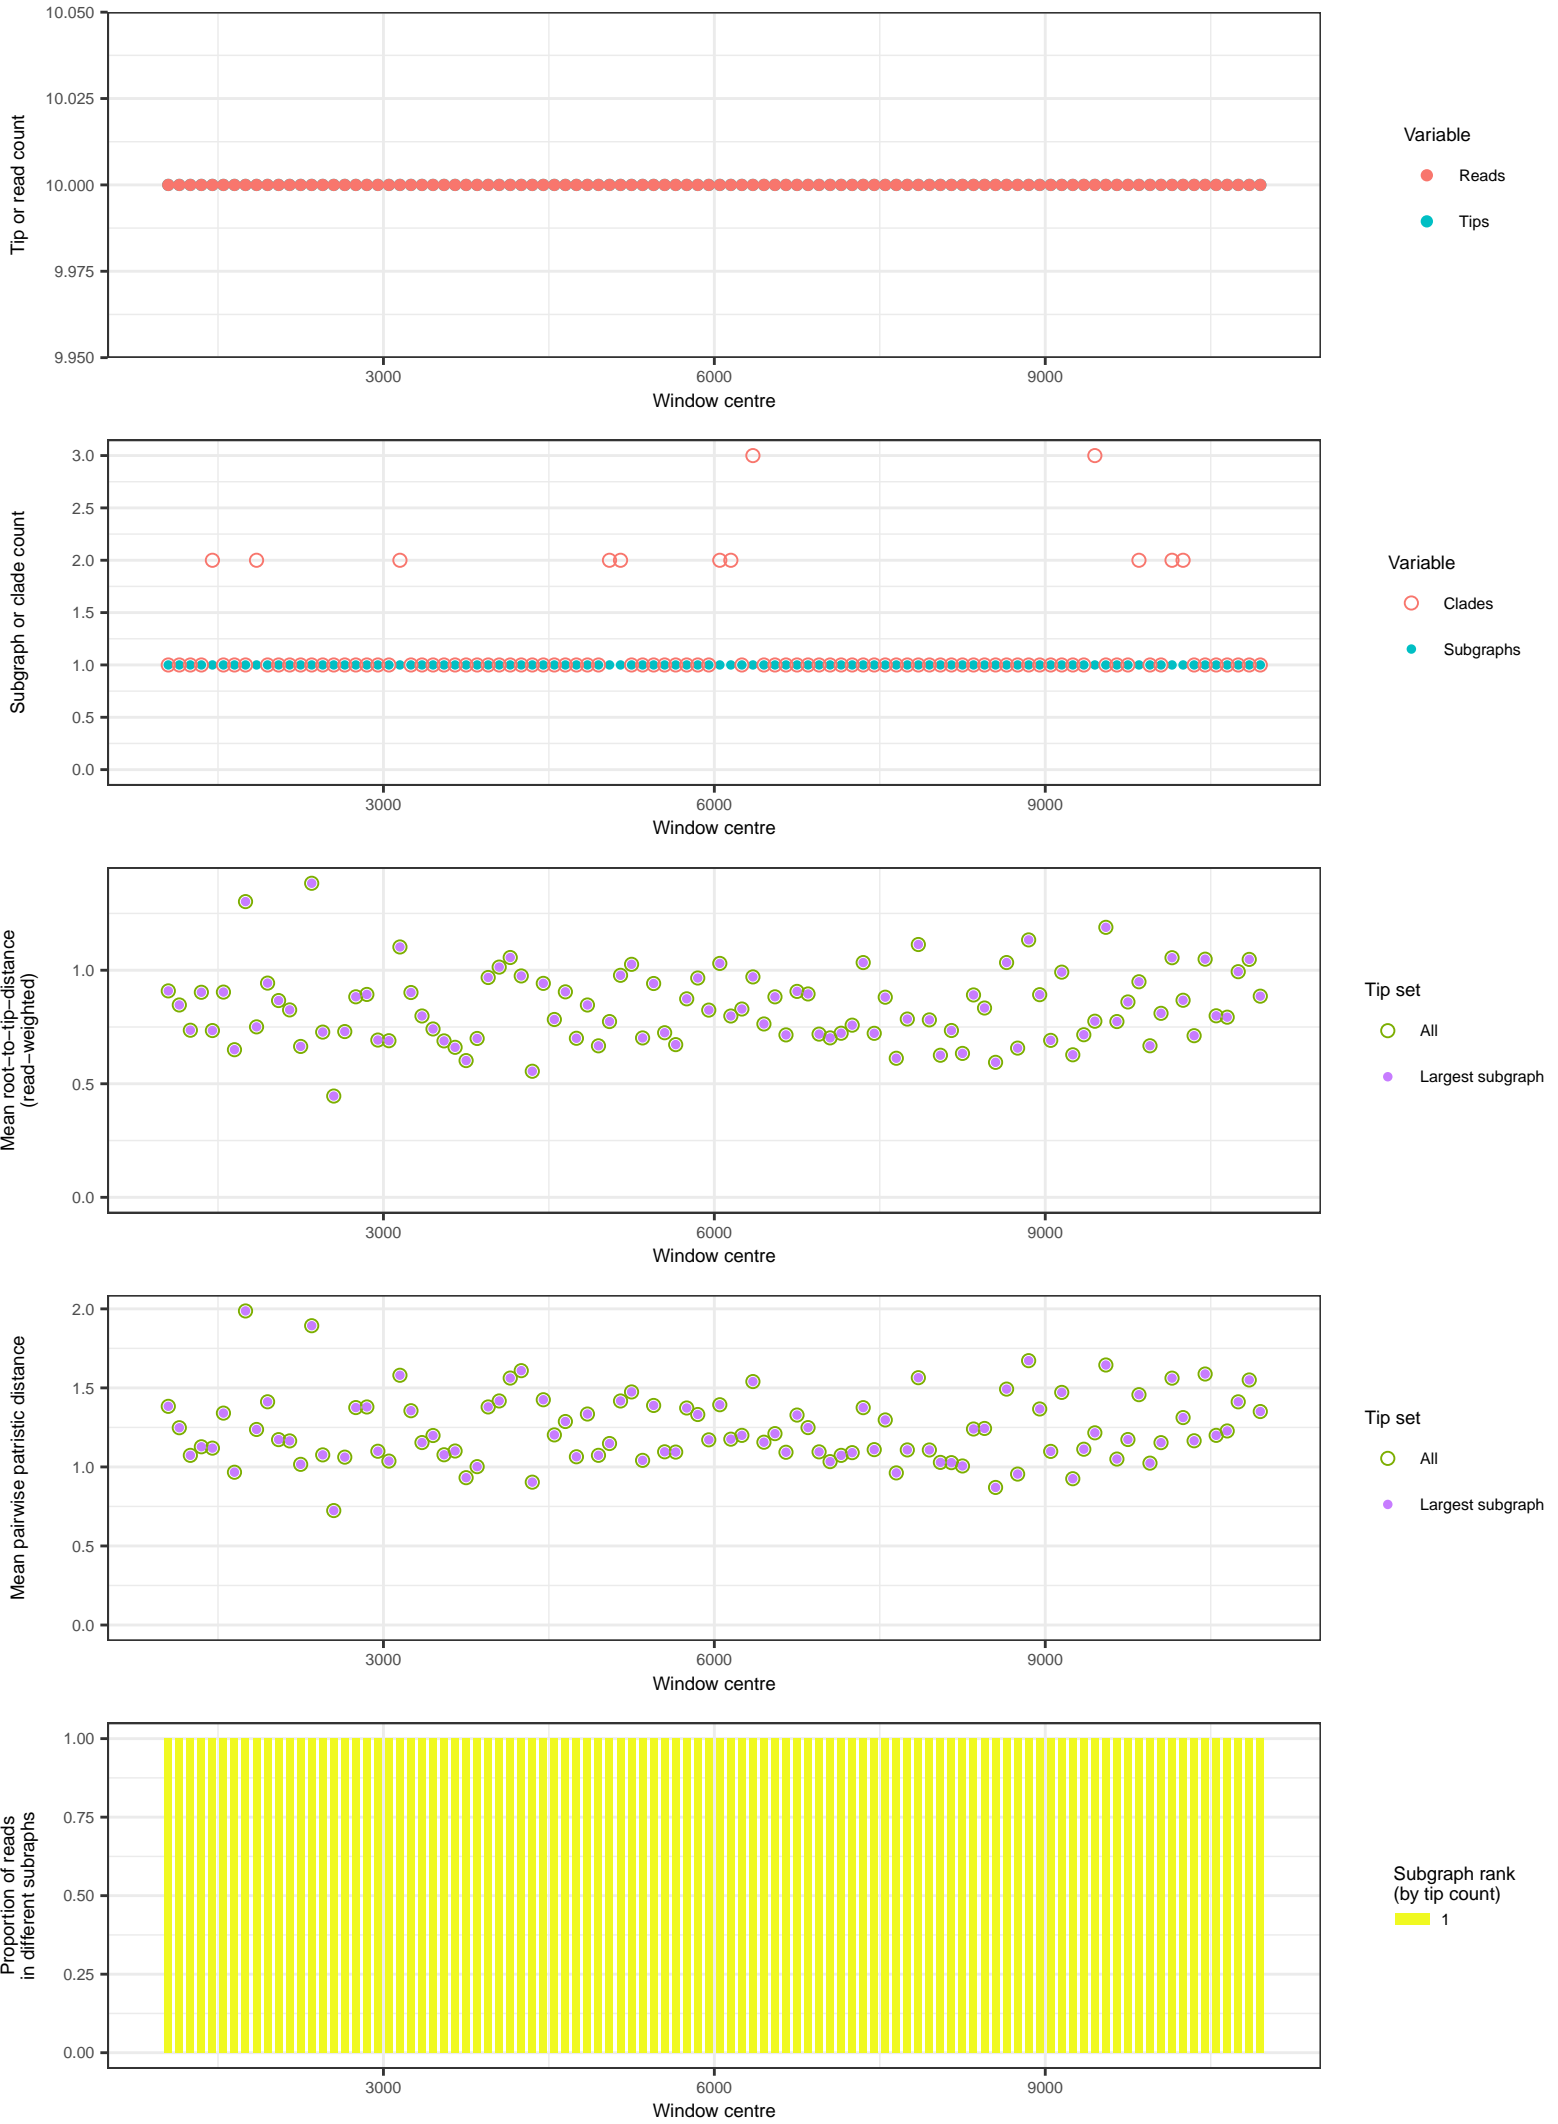 10.050
10.025
10.000
9.975
9.950
Tip or read count
3000
6000
9000
Window centre
Variable
Reads
Tips
3.0
2.5
2.0
1.5
1.0
0.5
0.0
Subgraph or clade count
3000
6000
9000
Window centre
Variable
Clades
Subgraphs
1.0
0.5
0.0
Mean root−to−tip−distance
(read−weighted)
3000
6000
9000
Window centre
Tip set
All
Largest subgraph
2.0
1.5
1.0
0.5
0.0
Mean pairwise patristic distance
3000
6000
9000
Window centre
Tip set
All
Largest subgraph
1.00
0.75
0.50
0.25
0.00
Proportion of reads
in different subraphs
3000
6000
9000
Window centre
Subgraph rank
(by tip count)
1